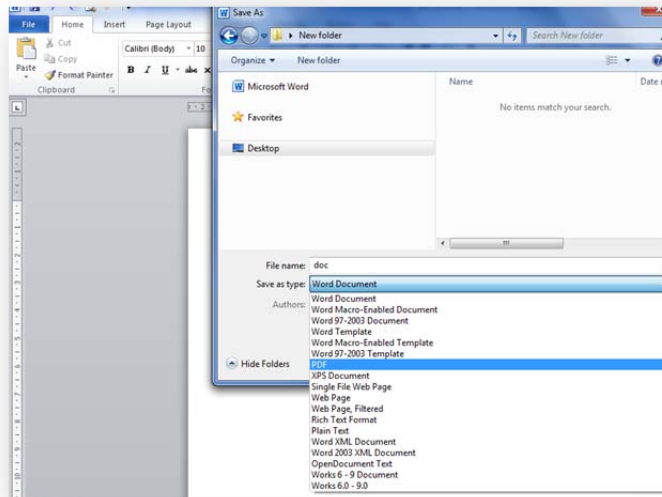 Save As
File Home Insert Page Layout
New folder
Search New folder
Cut
Copy
Paste
Format Painter
Clipboard
Calibri (Body) 10
B I U abc
Organize New folder
Microsoft Word
Favorites
Desktop
Name Date
No items match your search.
File name: doc
Save as type: Word Document
Authors:
Word Document
Word Macro-Enabled Document
Word 97-2003 Document
Word Template
Word Macro-Enabled Template
Word 97-2003 Template
PDF
XPS Document
Single File Web Page
Web Page
Web Page, Filtered
Rich Text Format
Plain Text
Word XML Document
Word 2003 XML Document
OpenDocument Text
Works 6 - 9 Document
Works 6.0 - 9.0
Hide Folders